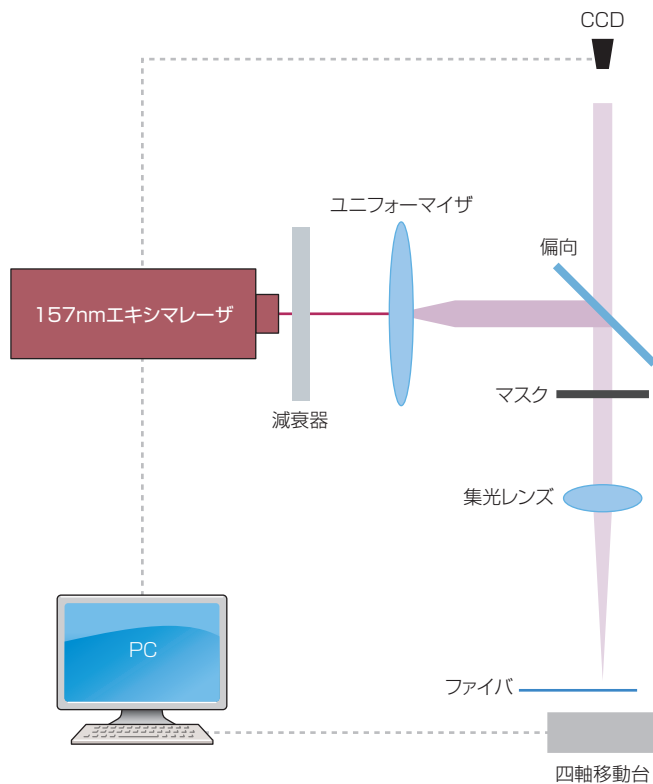 CCD
ユニフォーマイザ
偏向
157nmエキシマレーザ
マスク
減衰器
集光レンズ
PC
ファイバ
四軸移動台